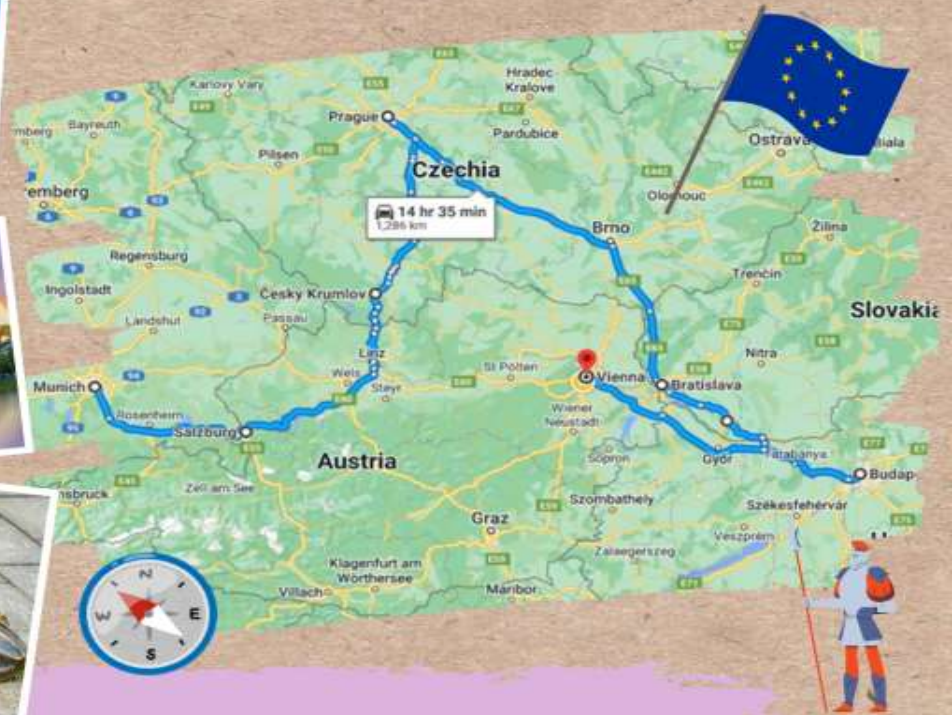 Hradec
Kralove
Karlovy Vary
Prague
Pardubice
Bayreuth
Ostrava
Pilsen
Czechia
emberg
Olomouc
14 hr 35 min
1,286 km
Brno
Žilina
Regensburg
Trenčín
Ingolstadt
Česky Krumlov
Passau
Slovakia
Landshut
Linz
Nitra
Wels
St Pölten
Munich
Steyr
Vienna
Bratislava
Rosenheim
Wiener
Neustadt
Salzburg
Sopron
Győr
Tatabánya
Budap
Austria
Zell am See
nsbruck
Szombathely
Székesfehérvár
Graz
Veszprém
Zalaegerszeg
Klagenfurt am
Wörthersee
Villach
Maribor
N
W
E
S